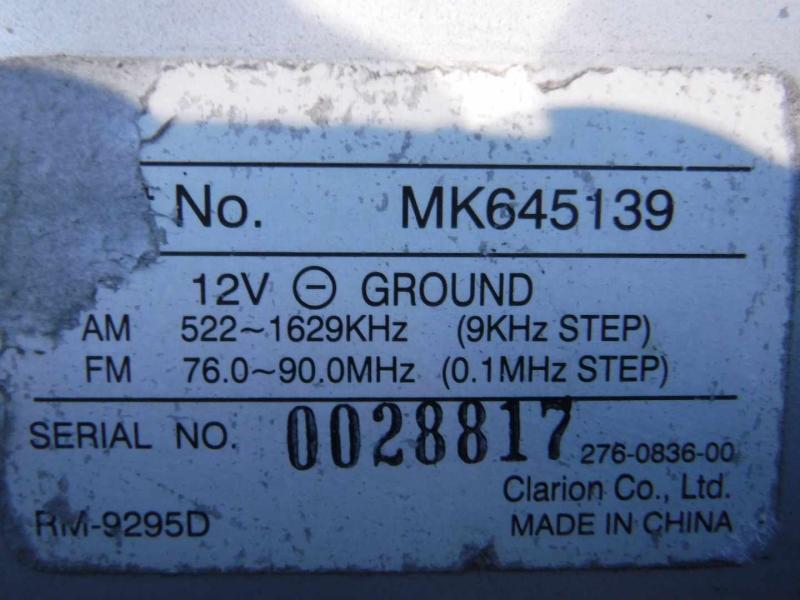 No. MK645139
12V ⊖ GROUND
AM 522~1629KHz (9KHz STEP)
FM 76.0~90.0MHz (0.1MHz STEP)
SERIAL NO. 0028817 276-0836-00
Clarion Co., Ltd.
RM-9295D MADE IN CHINA